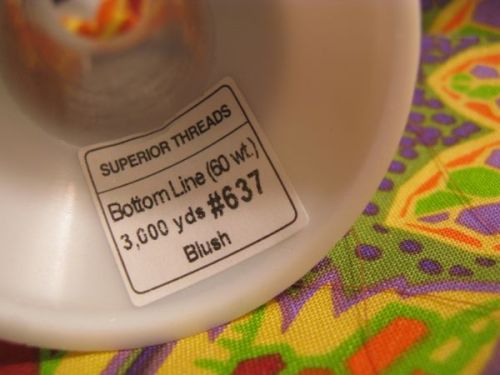 SUPERIOR THREADS
Bottom Line (60 wt.)
3,000 yds #637
Blush